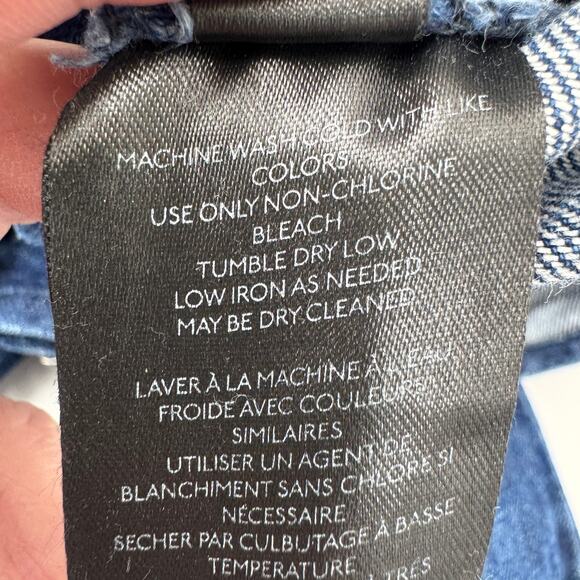 MACHINE WASH COLD WITH LIKE
COLORS
USE ONLY NON-CHLORINE
BLEACH
TUMBLE DRY LOW
LOW IRON AS NEEDED
MAY BE DRY CLEANED
LAVER À LA MACHINE À L'EAU
FROIDE AVEC COULEURS
SIMILAIRES
UTILISER UN AGENT DE
BLANCHIMENT SANS CHLORE SI
NÉCESSAIRE
SECHER PAR CULBUTAGE À BASSE
TEMPERATURE
TRÈS